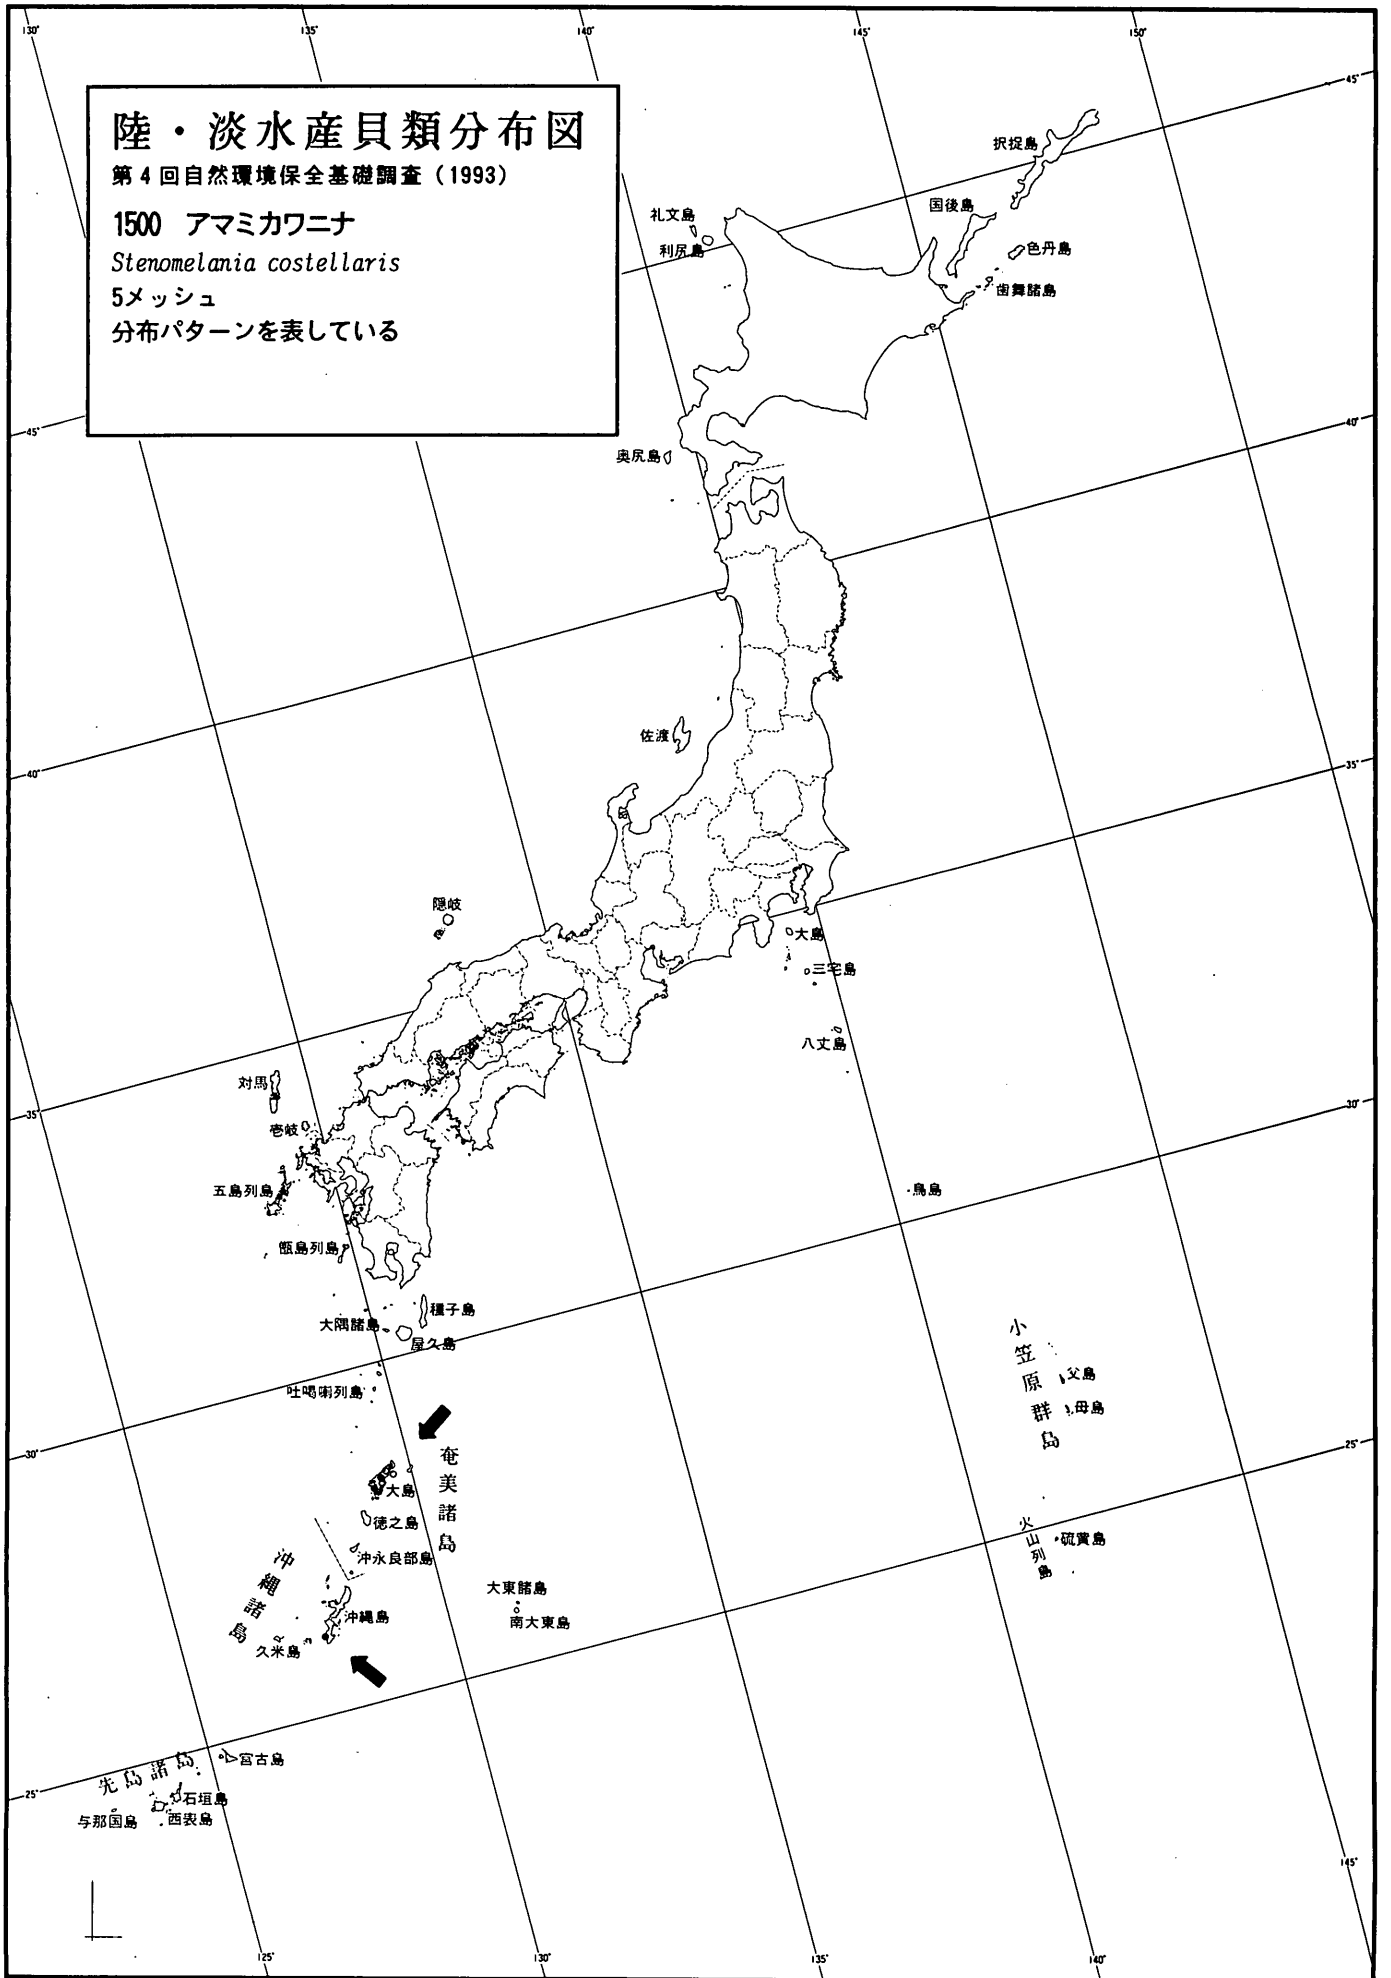 130°
135°
140°
145°
150°
陸・淡水産貝類分布図
第4回自然環境保全基礎調査（1993）
1500 アマミカワニナ
Stenomelania costellaris
5メッシュ
分布パターンを表している
45°
択捉島
国後島
礼文島
利尻島
色丹島
歯舞諸島
45°
40°
奥尻島
佐渡
40°
35°
隠岐
大島
三宅島
八丈島
対馬
35°
壱岐
30°
五島列島
鳥島
甑島列島
種子島
大隅諸島
屋久島
小笠原群島
父島
吐噶喇列島
母島
30°
25°
奄美諸島
大島
徳之島
火山列島
硫黄島
沖永良部島
沖縄諸島
大東諸島
沖縄島
南大東島
久米島
先島諸島
宮古島
25°
石垣島
与那国島
西表島
145°
125°
130°
135°
140°